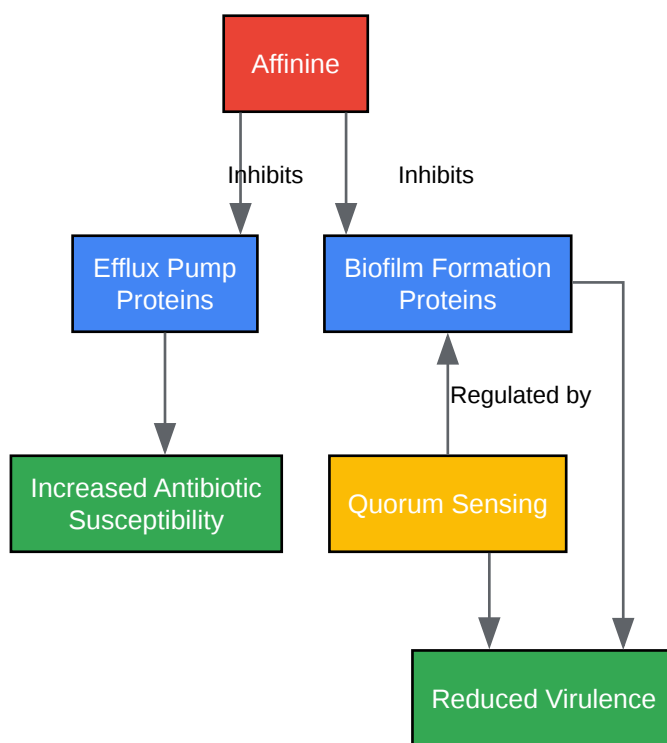 Affinine
Inhibits
Inhibits
Efflux Pump
Proteins
Biofilm Formation
Proteins
Regulated by
Increased Antibiotic
Susceptibility
Quorum Sensing
Reduced Virulence